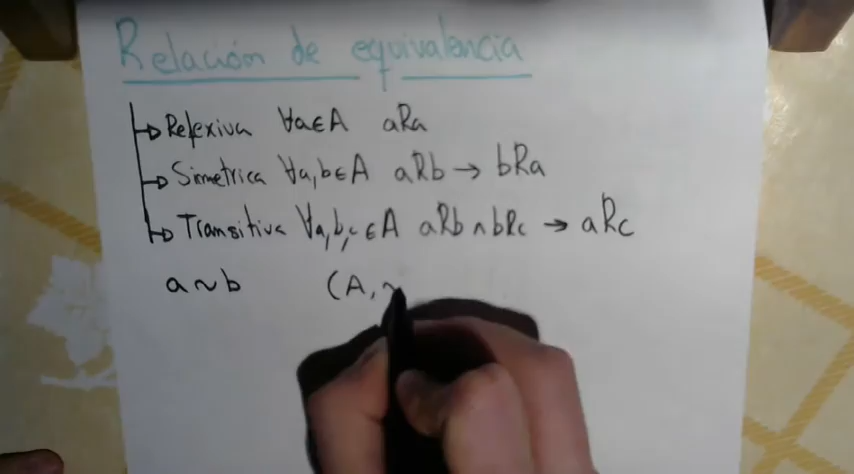 Relación de equivalencia
Reflexiva ∀a∈A aRa
Simetrica ∀a,b∈A aRb → bRa
Transitiva ∀a,b,c∈A aRb ∧ bRc → aRc
a~b (A,~